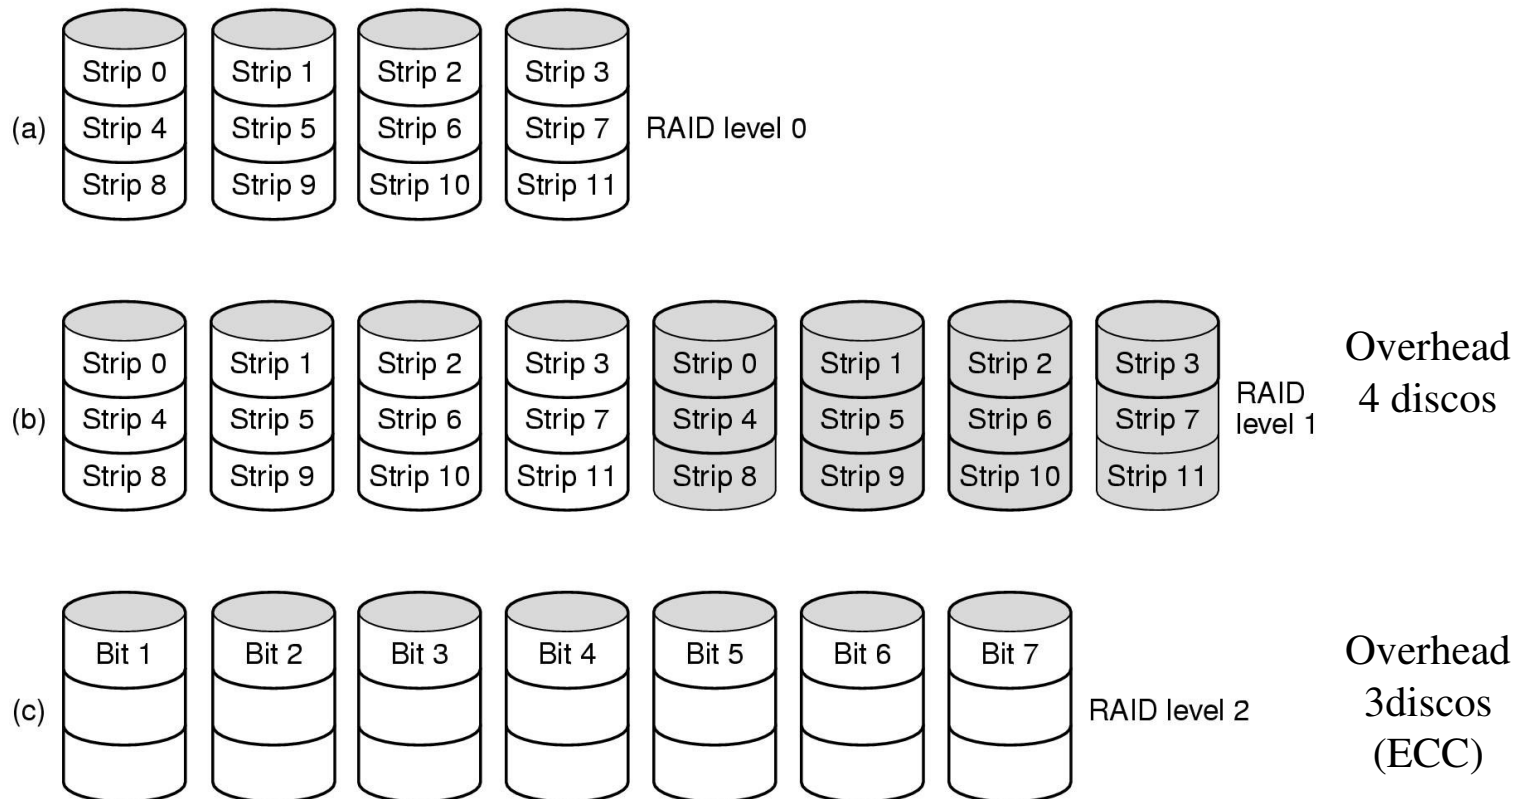 Strip 0 Strip 1 Strip 2 Strip 3
(a) Strip 4 Strip 5 Strip 6 Strip 7 RAID level 0
Strip 8 Strip 9 Strip 10 Strip 11
Strip 0 Strip 1 Strip 2 Strip 3 Strip 0 Strip 1 Strip 2 Strip 3
(b) Strip 4 Strip 5 Strip 6 Strip 7 Strip 4 Strip 5 Strip 6 Strip 7
Strip 8 Strip 9 Strip 10 Strip 11 Strip 8 Strip 9 Strip 10 Strip 11
RAID
level 1
Overhead
4 discos
Bit 1 Bit 2 Bit 3 Bit 4 Bit 5 Bit 6 Bit 7
(c) RAID level 2
Overhead
3discos
(ECC)